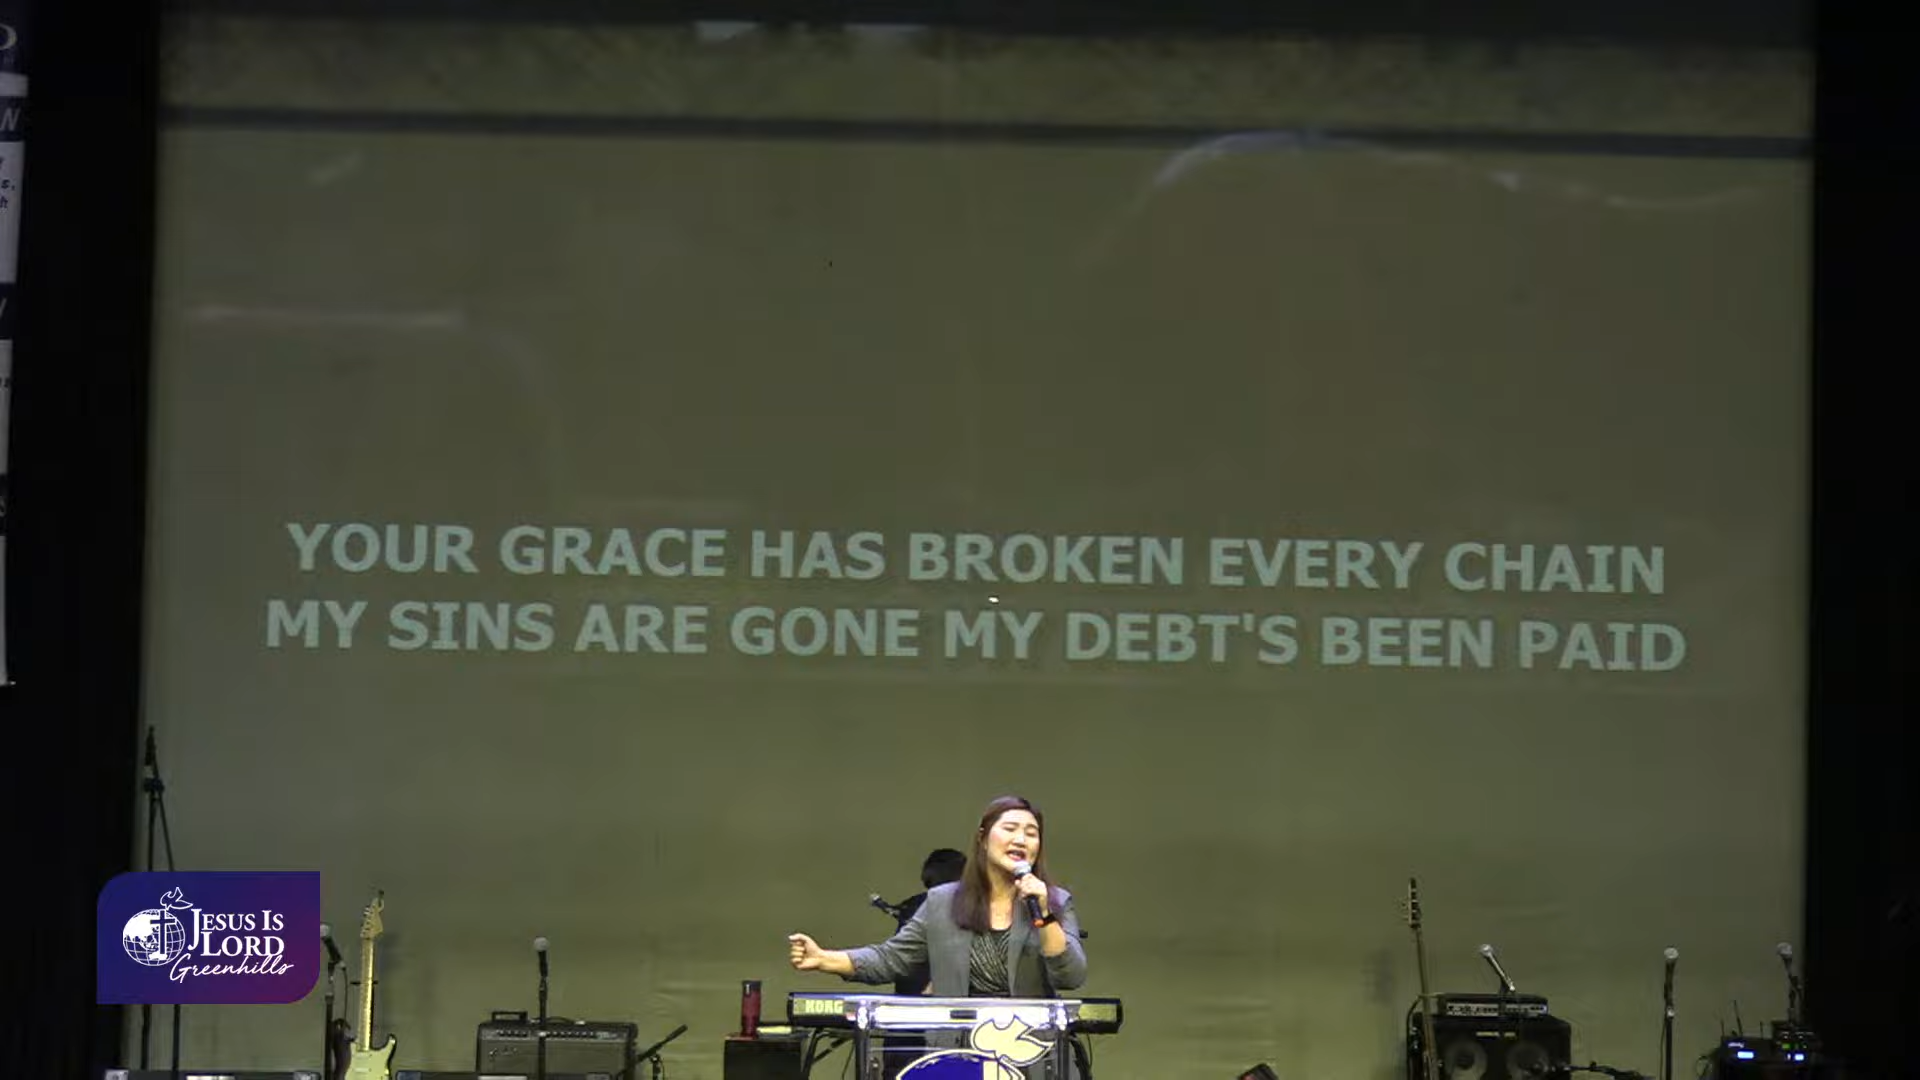 YOUR GRACE HAS BROKEN EVERY CHAIN
MY SINS ARE GONE MY DEBT'S BEEN PAID
JESUS IS
LORD
Greenhills
KORG